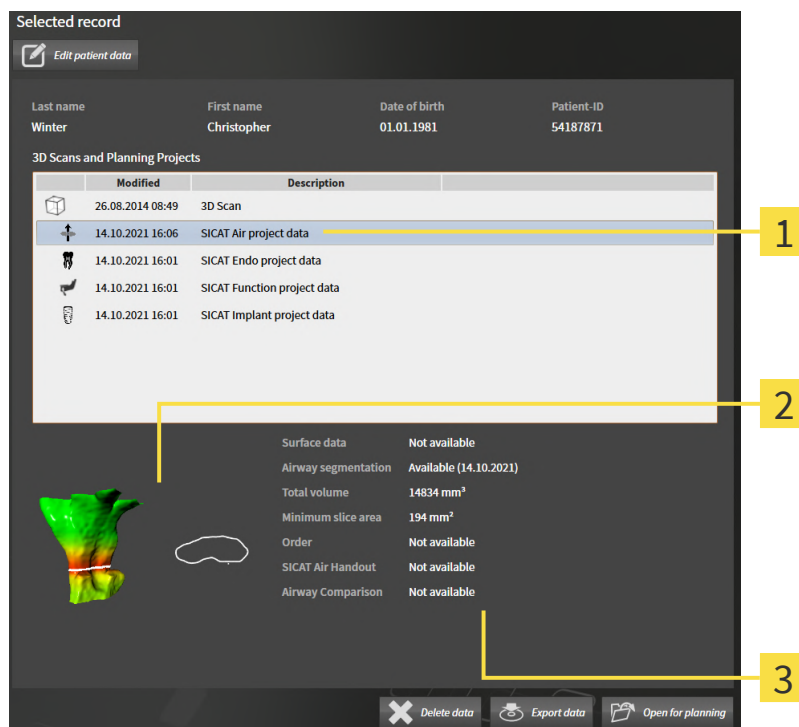 Selected record
Edit patient data
Last name First name Date of birth Patient-ID
Winter Christopher 01.01.1981 54187871
3D Scans and Planning Projects
Modified Description
26.08.2014 08:49 3D Scan
14.10.2021 16:06 SICAT Air project data
1
14.10.2021 16:01 SICAT Endo project data
14.10.2021 16:01 SICAT Function project data
14.10.2021 16:01 SICAT Implant project data
2
Surface data Not available
Airway segmentation Available (14.10.2021)
Total volume 14834 mm³
Minimum slice area 194 mm²
Order Not available
SICAT Air Handout Not available
Airway Comparison Not available
3
Delete data Export data Open for planning